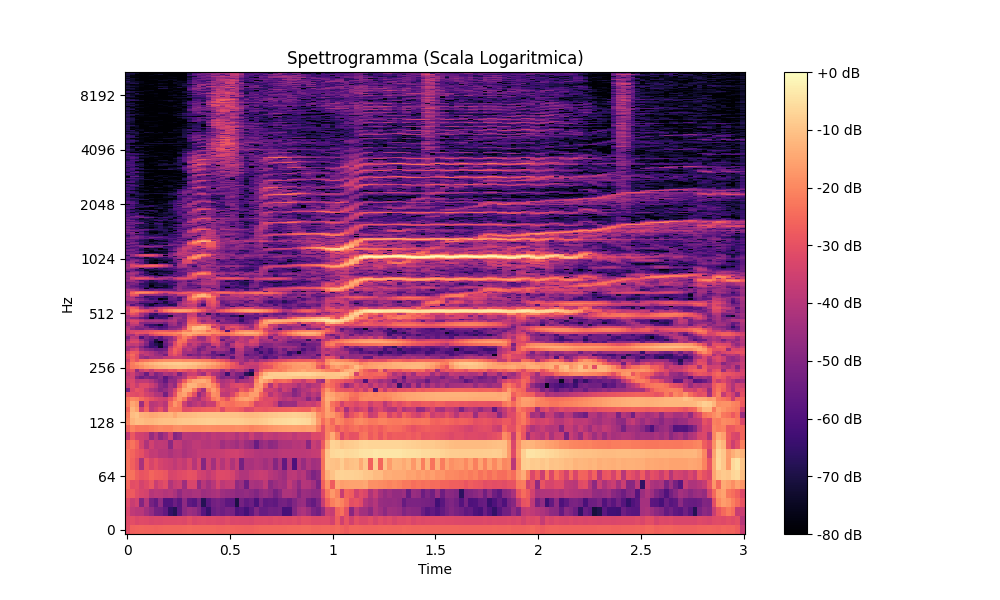 Spettrogramma (Scala Logaritmica)
8192
4096
2048
1024
512
256
128
64
0
Hz
0
0.5
1
1.5
2
2.5
3
Time
+0 dB
-10 dB
-20 dB
-30 dB
-40 dB
-50 dB
-60 dB
-70 dB
-80 dB